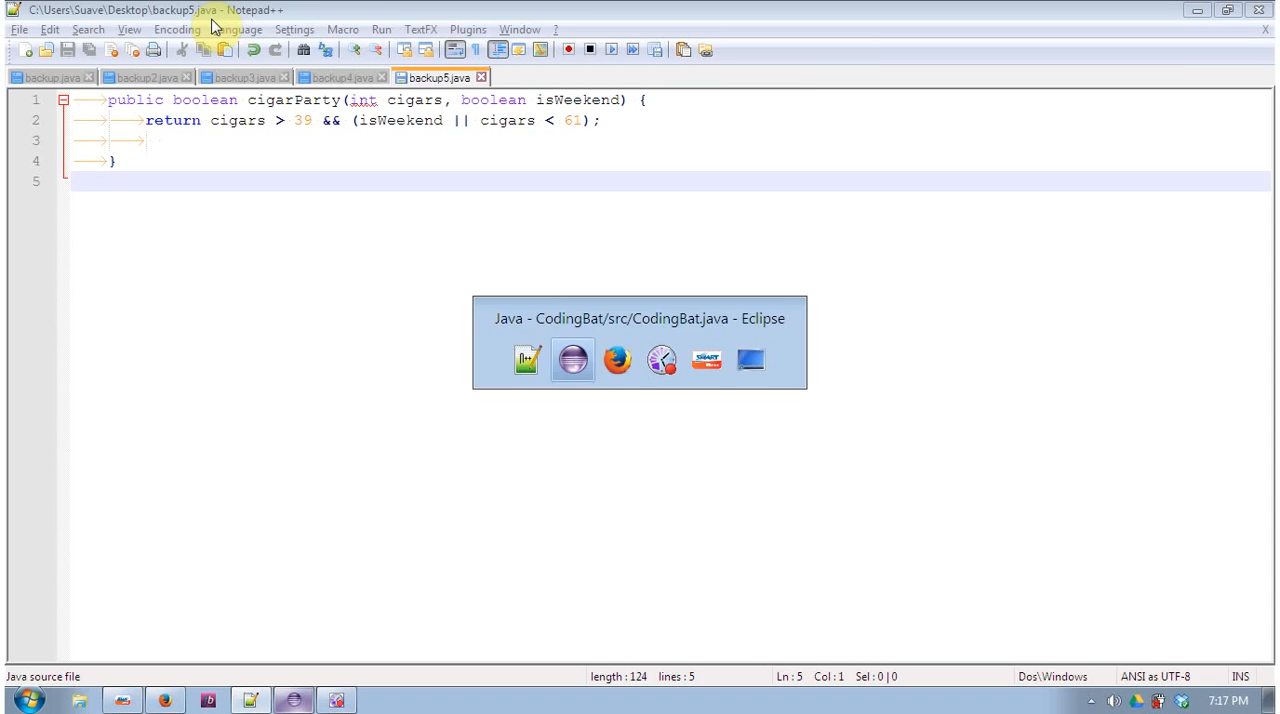 C:\Users\Suave\Desktop\backup5.java - Notepad++
File Edit Search View Encoding Language Settings Macro Run TextFX Plugins Window ? X
backup.java backup2.java backup3.java backup4.java backup5.java
1 public boolean cigarParty(int cigars, boolean isWeekend) {
2 return cigars > 39 && (isWeekend || cigars < 61);
3
4 }
5
Java - CodingBat/src/CodingBat.java - Eclipse
n++ SMART
Java source file length : 124 lines : 5 Ln : 5 Col : 1 Sel : 0 | 0 Dos\Windows ANSI as UTF-8 INS
b 7:17 PM